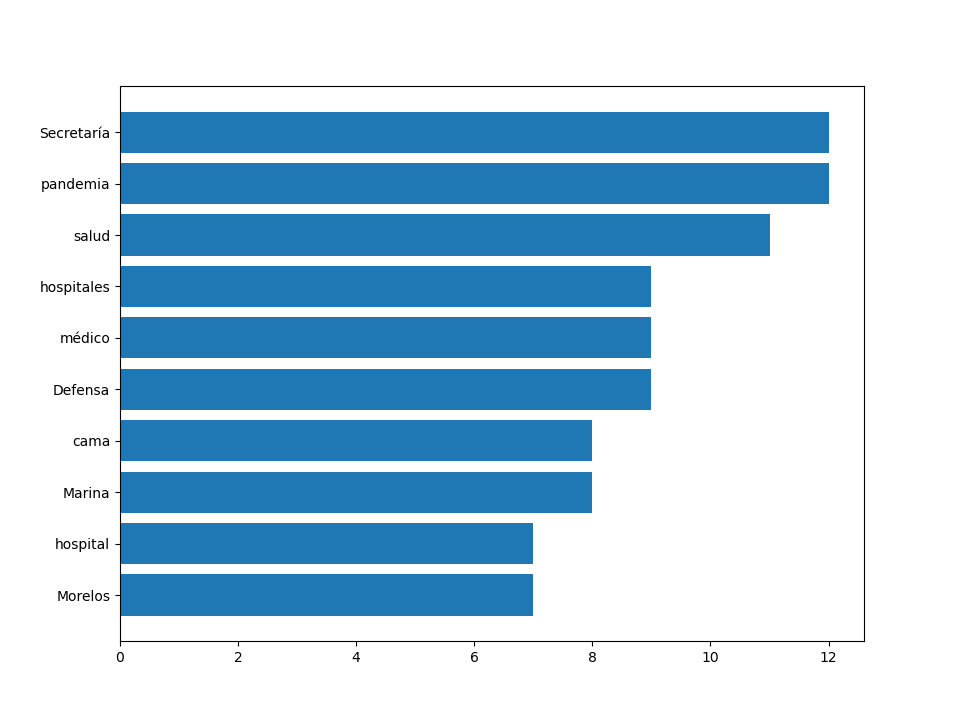 Secretaría
pandemia
salud
hospitales
médico
Defensa
cama
Marina
hospital
Morelos
0 2 4 6 8 10 12